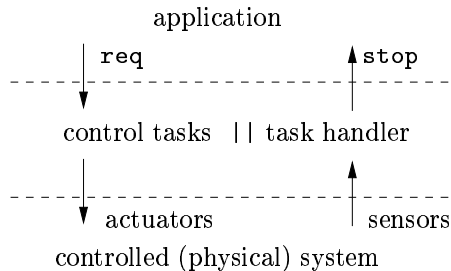 application
req stop
control tasks || task handler
actuators sensors
controlled (physical) system